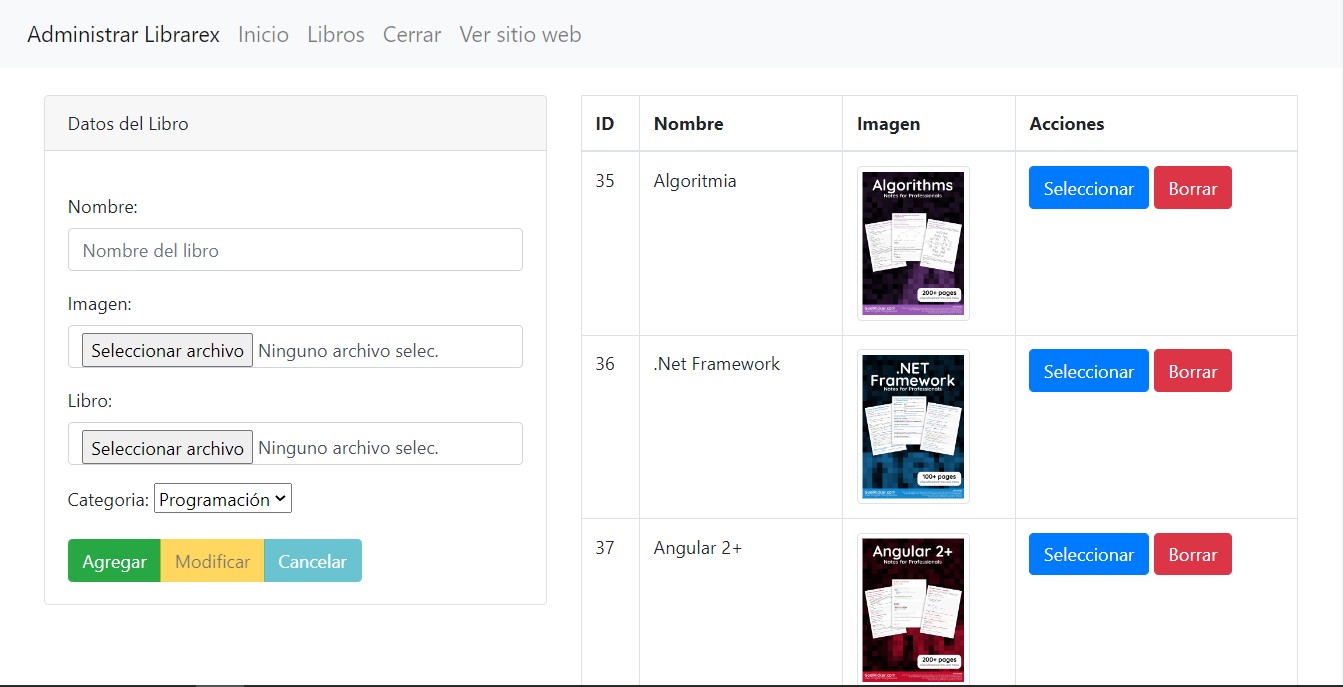 Administrar Librarex Inicio Libros Cerrar Ver sitio web
Datos del Libro
Nombre:
Nombre del libro
Imagen:
Seleccionar archivo Ninguno archivo selec.
Libro:
Seleccionar archivo Ninguno archivo selec.
Categoria: Programación
Agregar Modificar Cancelar
ID Nombre Imagen Acciones
35 Algoritmia Seleccionar Borrar
Algorithms
Notes for Professionals
200+ pages
36 .Net Framework Seleccionar Borrar
.NET
Framework
Notes for Professionals
100+ pages
37 Angular 2+ Seleccionar Borrar
Angular 2+
Notes for Professionals
200+ pages